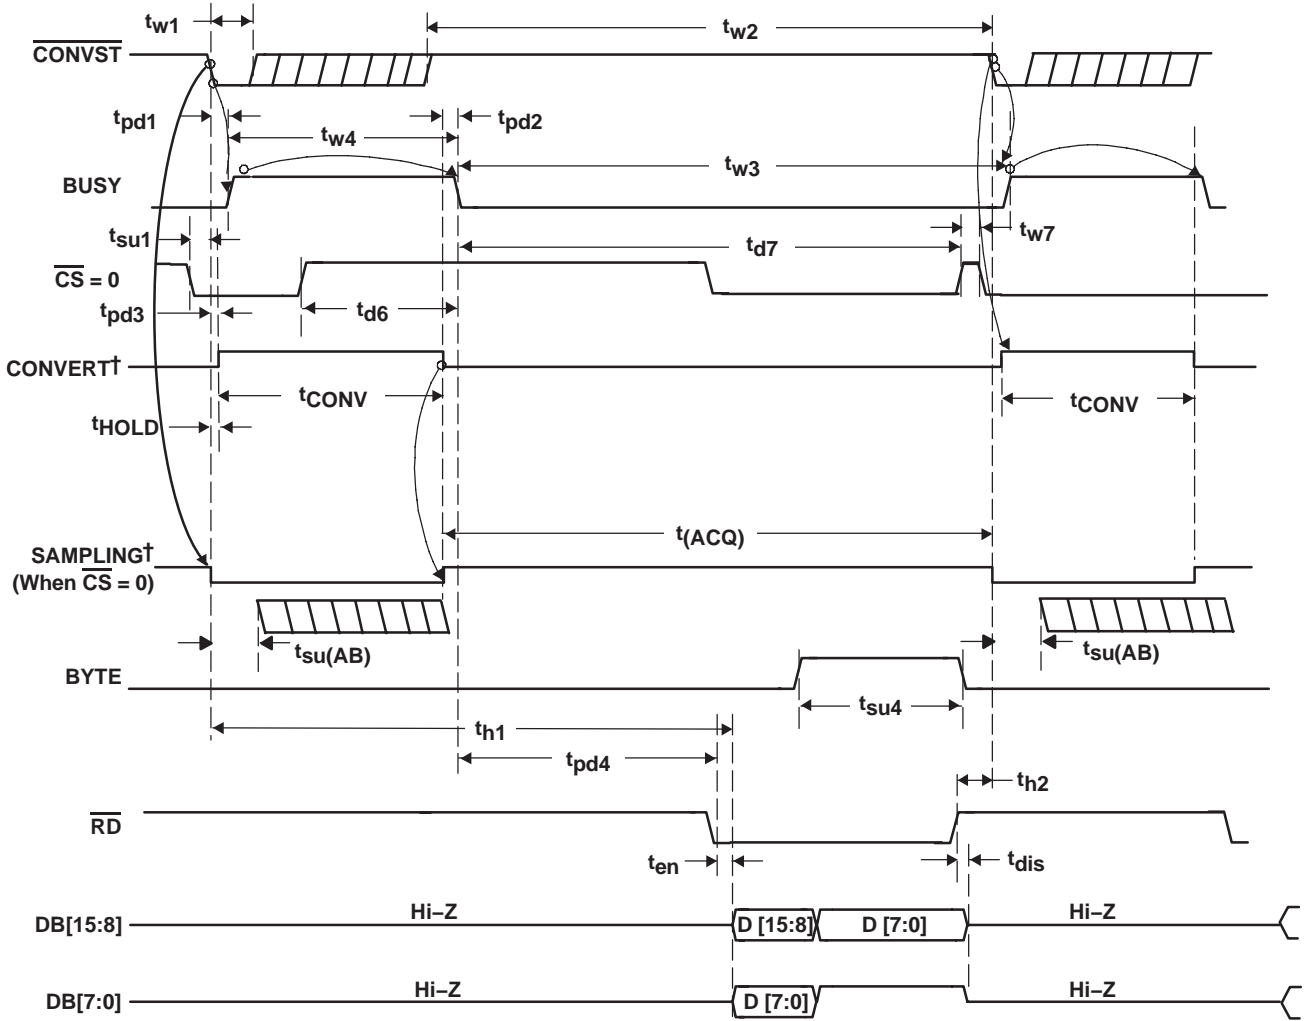 tw1
tw2
CONVST
tpd1
tpd2
tw4
tw3
BUSY
tsu1
tw7
td7
CS = 0
tpd3
td6
CONVERT†
tCONV
tCONV
tHOLD
t(ACQ)
SAMPLING†
(When CS = 0)
tsu(AB)
tsu(AB)
BYTE
tsu4
th1
tpd4
th2
RD
ten
tdis
DB[15:8]
Hi–Z
D [15:8]
D [7:0]
Hi–Z
DB[7:0]
Hi–Z
D [7:0]
Hi–Z